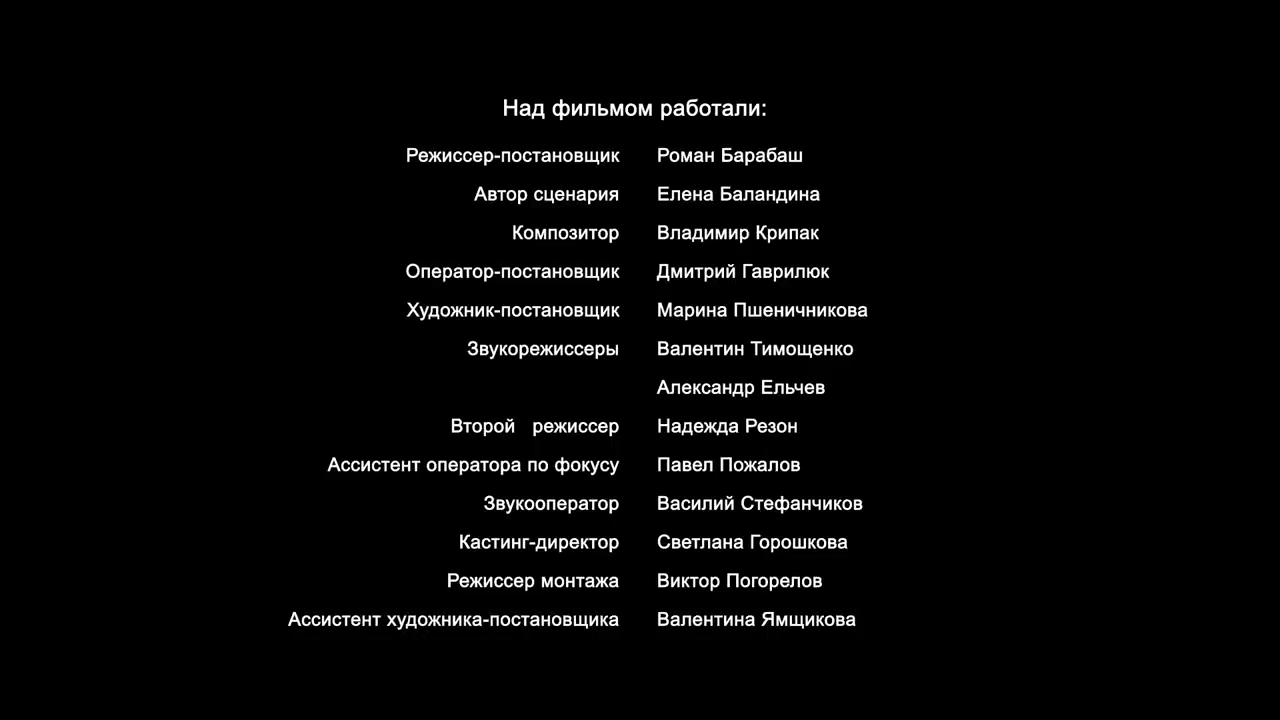 Над фильмом работали:
Режиссер-постановщик Роман Барабаш
Автор сценария Елена Баландина
Композитор Владимир Крипак
Оператор-постановщик Дмитрий Гаврилюк
Художник-постановщик Марина Пшеничникова
Звукорежиссеры Валентин Тимощенко
Александр Ельчев
Второй режиссер Надежда Резон
Ассистент оператора по фокусу Павел Пожалов
Звукооператор Василий Стефанчиков
Кастинг-директор Светлана Горошкова
Режиссер монтажа Виктор Погорелов
Ассистент художника-постановщика Валентина Ямщикова